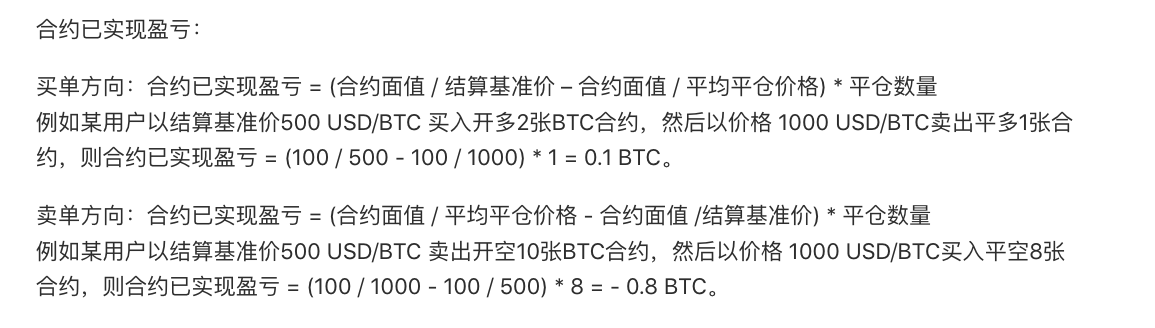 合约已实现盈亏：
买单方向：合约已实现盈亏 = (合约面值 / 结算基准价 – 合约面值 / 平均平仓价格) * 平仓数量
例如某用户以结算基准价500 USD/BTC 买入开多2张BTC合约，然后以价格 1000 USD/BTC卖出平多1张合
约，则合约已实现盈亏 = (100 / 500 - 100 / 1000) * 1 = 0.1 BTC。
卖单方向：合约已实现盈亏 = (合约面值 / 平均平仓价格 - 合约面值 /结算基准价) * 平仓数量
例如某用户以结算基准价500 USD/BTC 卖出开空10张BTC合约，然后以价格 1000 USD/BTC买入平空8张
合约，则合约已实现盈亏 = (100 / 1000 - 100 / 500) * 8 = - 0.8 BTC。